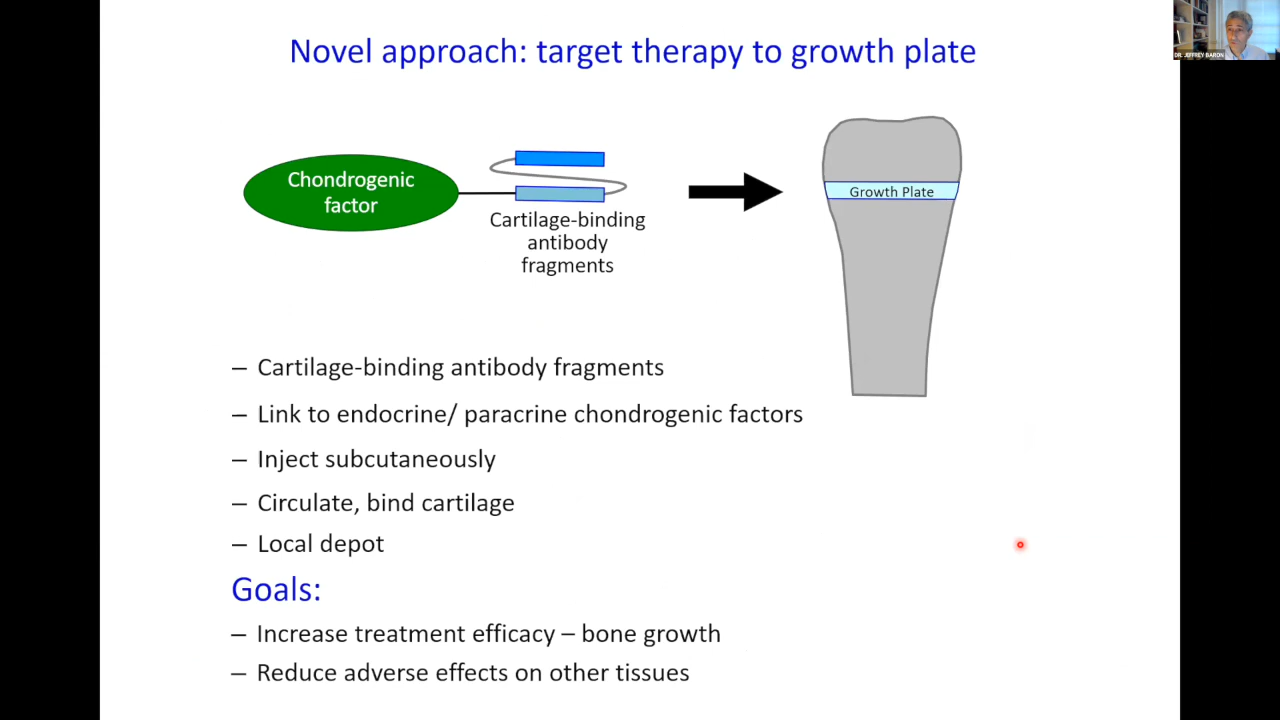 Novel approach: target therapy to growth plate
DR. JEFFREY BARON
Chondrogenic
factor
Cartilage-binding
antibody
fragments
Growth Plate
– Cartilage-binding antibody fragments
– Link to endocrine/ paracrine chondrogenic factors
– Inject subcutaneously
– Circulate, bind cartilage
– Local depot
Goals:
– Increase treatment efficacy – bone growth
– Reduce adverse effects on other tissues